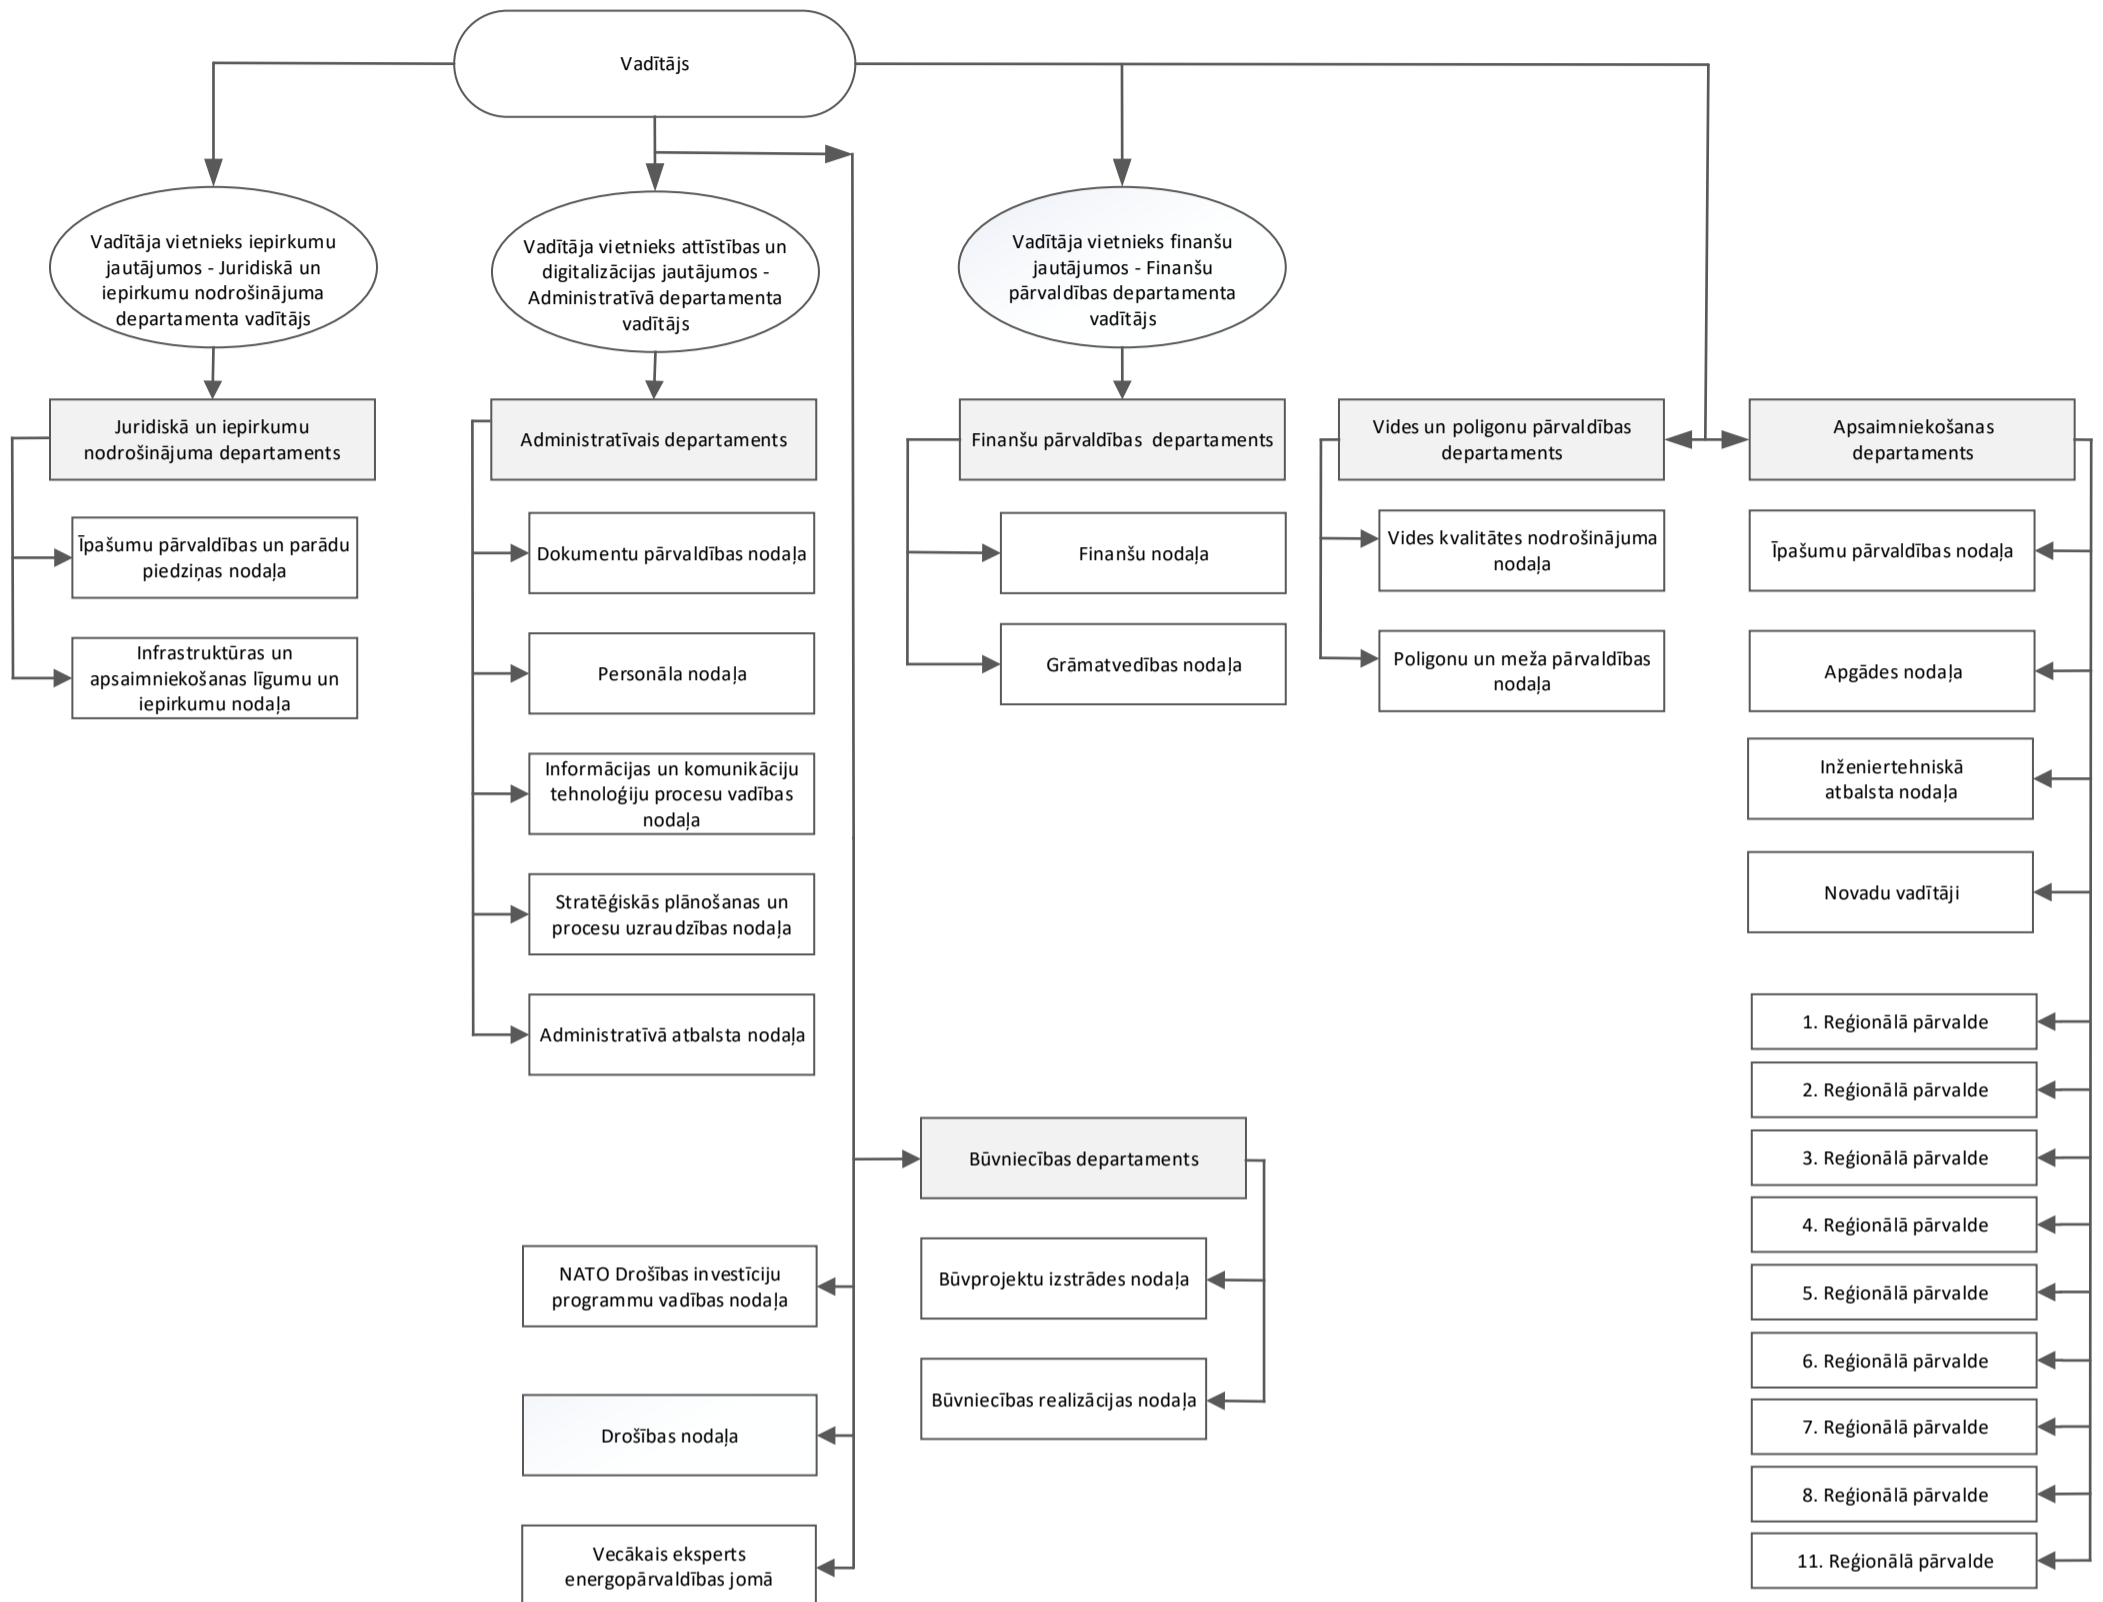 Vadītājs
Vadītāja vietnieks iepirkumu
jautājumos - Juridiskā un
iepirkumu nodrošinājuma
departamenta vadītājs
Vadītāja vietnieks attīstības un
digitalizācijas jautājumos -
Administratīvā departamenta
vadītājs
Vadītāja vietnieks finanšu
jautājumos - Finanšu
pārvaldības departamenta
vadītājs
Juridiskā un iepirkumu
nodrošinājuma departaments
Īpašumu pārvaldības un parādu
piedziņas nodaļa
Infrastruktūras un
apsaimniekošanas līgumu un
iepirkumu nodaļa
Administratīvais departaments
Dokumentu pārvaldības nodaļa
Personāla nodaļa
Informācijas un komunikāciju
tehnoloģiju procesu vadības
nodaļa
Stratēģiskās plānošanas un
procesu uzraudzības nodaļa
Administratīvā atbalsta nodaļa
Finanšu pārvaldības departaments
Finanšu nodaļa
Grāmatvedības nodaļa
Vides un poligonu pārvaldības
departaments
Vides kvalitātes nodrošinājuma
nodaļa
Poligonu un meža pārvaldības
nodaļa
Apsaimniekošanas
departaments
Īpašumu pārvaldības nodaļa
Apgādes nodaļa
Inženiertehniskā
atbalsta nodaļa
Novadu vadītāji
1. Reģionālā pārvalde
2. Reģionālā pārvalde
3. Reģionālā pārvalde
4. Reģionālā pārvalde
5. Reģionālā pārvalde
6. Reģionālā pārvalde
7. Reģionālā pārvalde
8. Reģionālā pārvalde
11. Reģionālā pārvalde
Būvniecības departaments
Būvprojektu izstrādes nodaļa
Būvniecības realizācijas nodaļa
NATO Drošības investīciju
programmu vadības nodaļa
Drošības nodaļa
Vecākais eksperts
energopārvaldības jomā